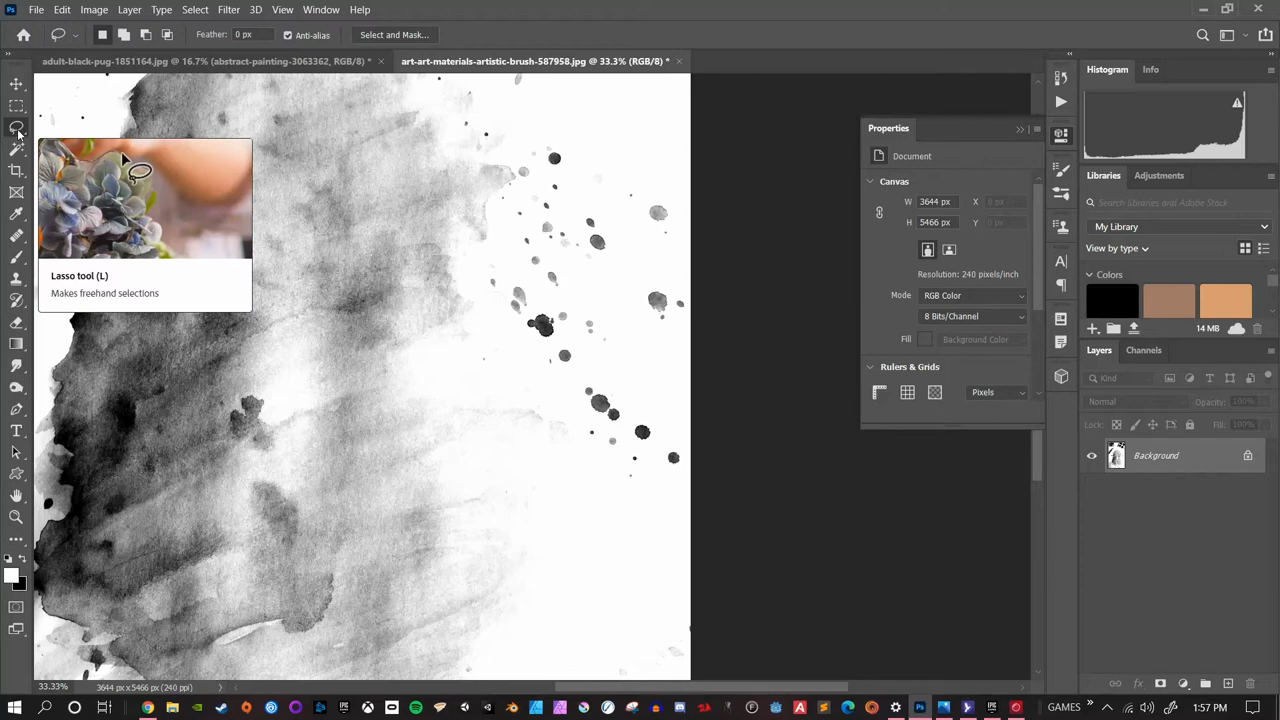 Ps File Edit Image Layer Type Select Filter 3D View Window Help
Feather: 0 px Anti-alias Select and Mask...
adult-black-pug-1851164.jpg @ 16.7% (abstract-painting-3063362, RGB/8) * ×
art-art-materials-artistic-brush-587958.jpg @ 33.3% (RGB/8) * ×
Lasso tool (L)
Makes freehand selections
Properties
Document
Canvas
W 3644 px X 0 px
H 5466 px Y 0 px
Resolution: 240 pixels/inch
Mode RGB Color
8 Bits/Channel
Fill Background Color
Rulers & Grids
Pixels
Histogram Info
Libraries Adjustments
Search Libraries and Adobe Stock
My Library
View by type
Colors
14 MB
Layers Channels
Kind
Normal Opacity: 100%
Lock: Fill: 100%
Background
33.33% 3644 px x 5466 px (240 ppi)
GAMES 1:57 PM